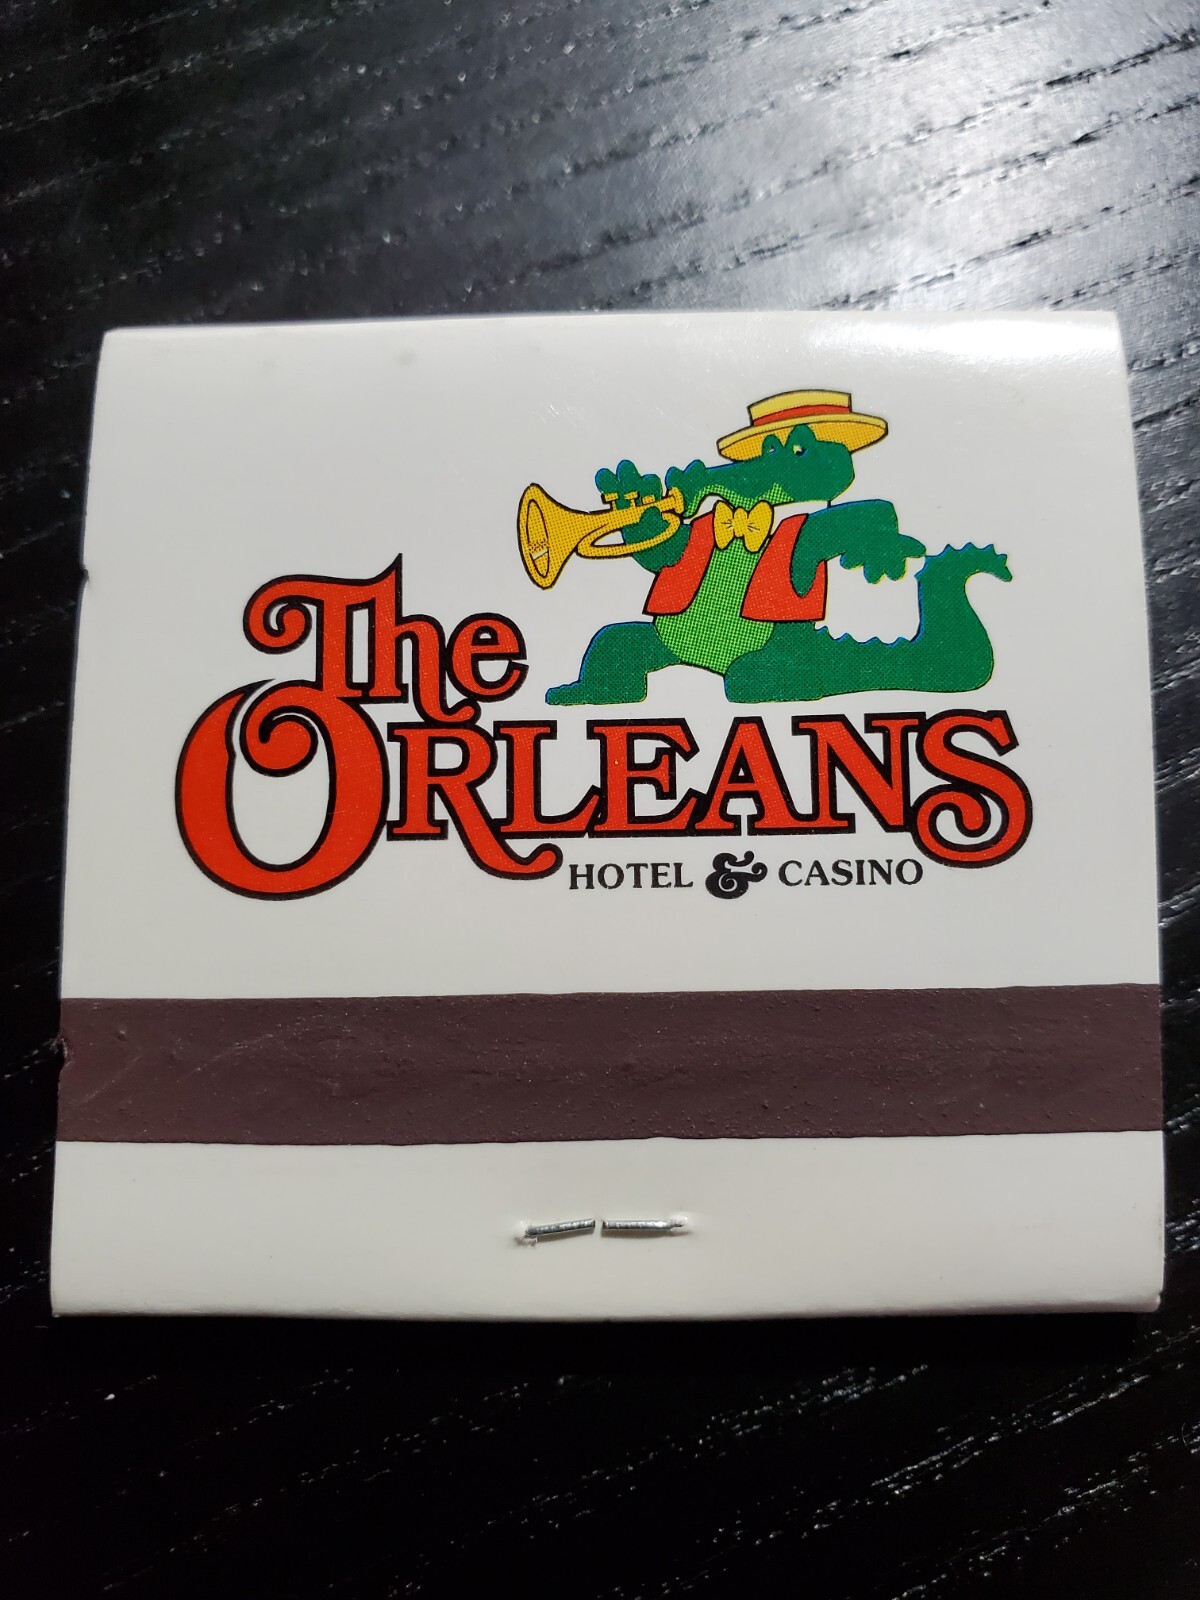 The
ORLEANS
HOTEL & CASINO